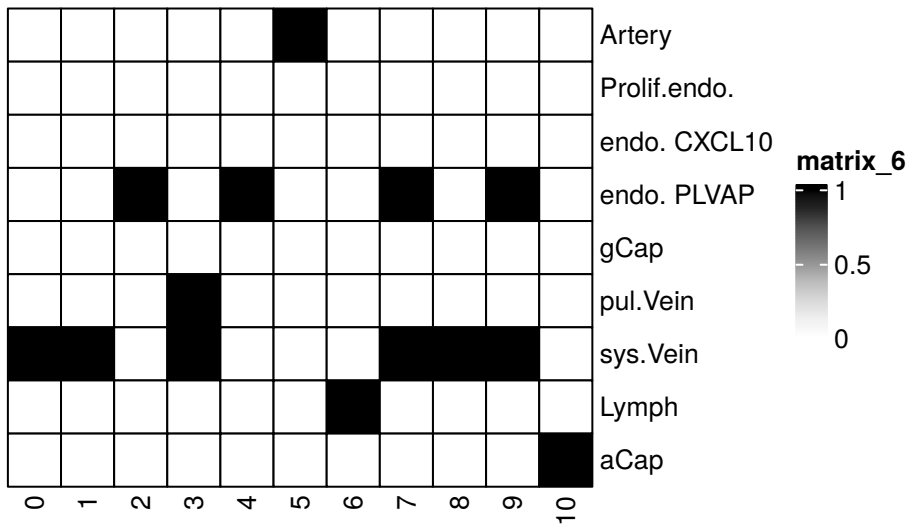 Artery
Prolif.endo.
endo. CXCL10
endo. PLVAP
gCap
pul.Vein
sys.Vein
Lymph
aCap
matrix_6
1
0.5
0
0 1 2 3 4 5 6 7 8 9 10